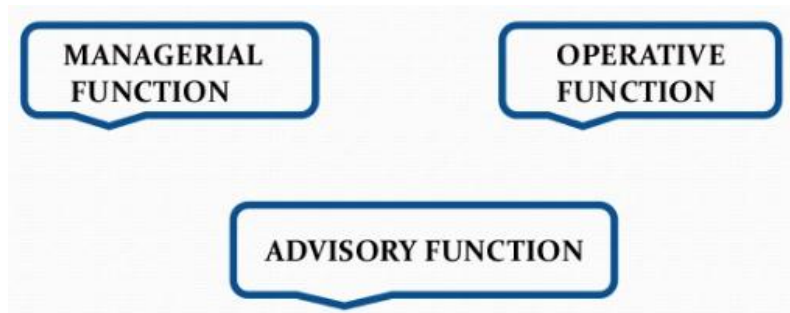 MANAGERIAL
FUNCTION
OPERATIVE
FUNCTION
ADVISORY FUNCTION